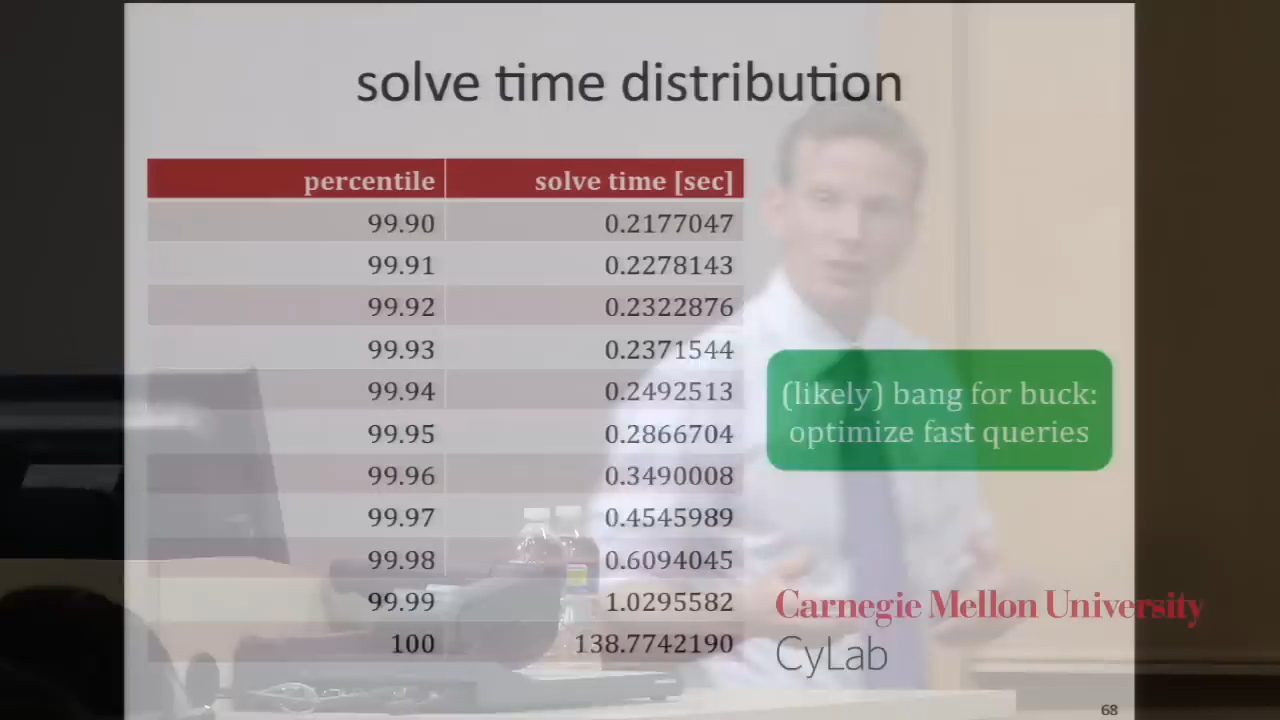 solve time distribution
percentile solve time [sec]
99.90 0.2177047
99.91 0.2278143
99.92 0.2322876
99.93 0.2371544
99.94 0.2492513
99.95 0.2866704
99.96 0.3490008
99.97 0.4545989
99.98 0.6094045
99.99 1.0295582
100 138.7742190
(likely) bang for buck:
optimize fast queries
Carnegie Mellon University
CyLab
68